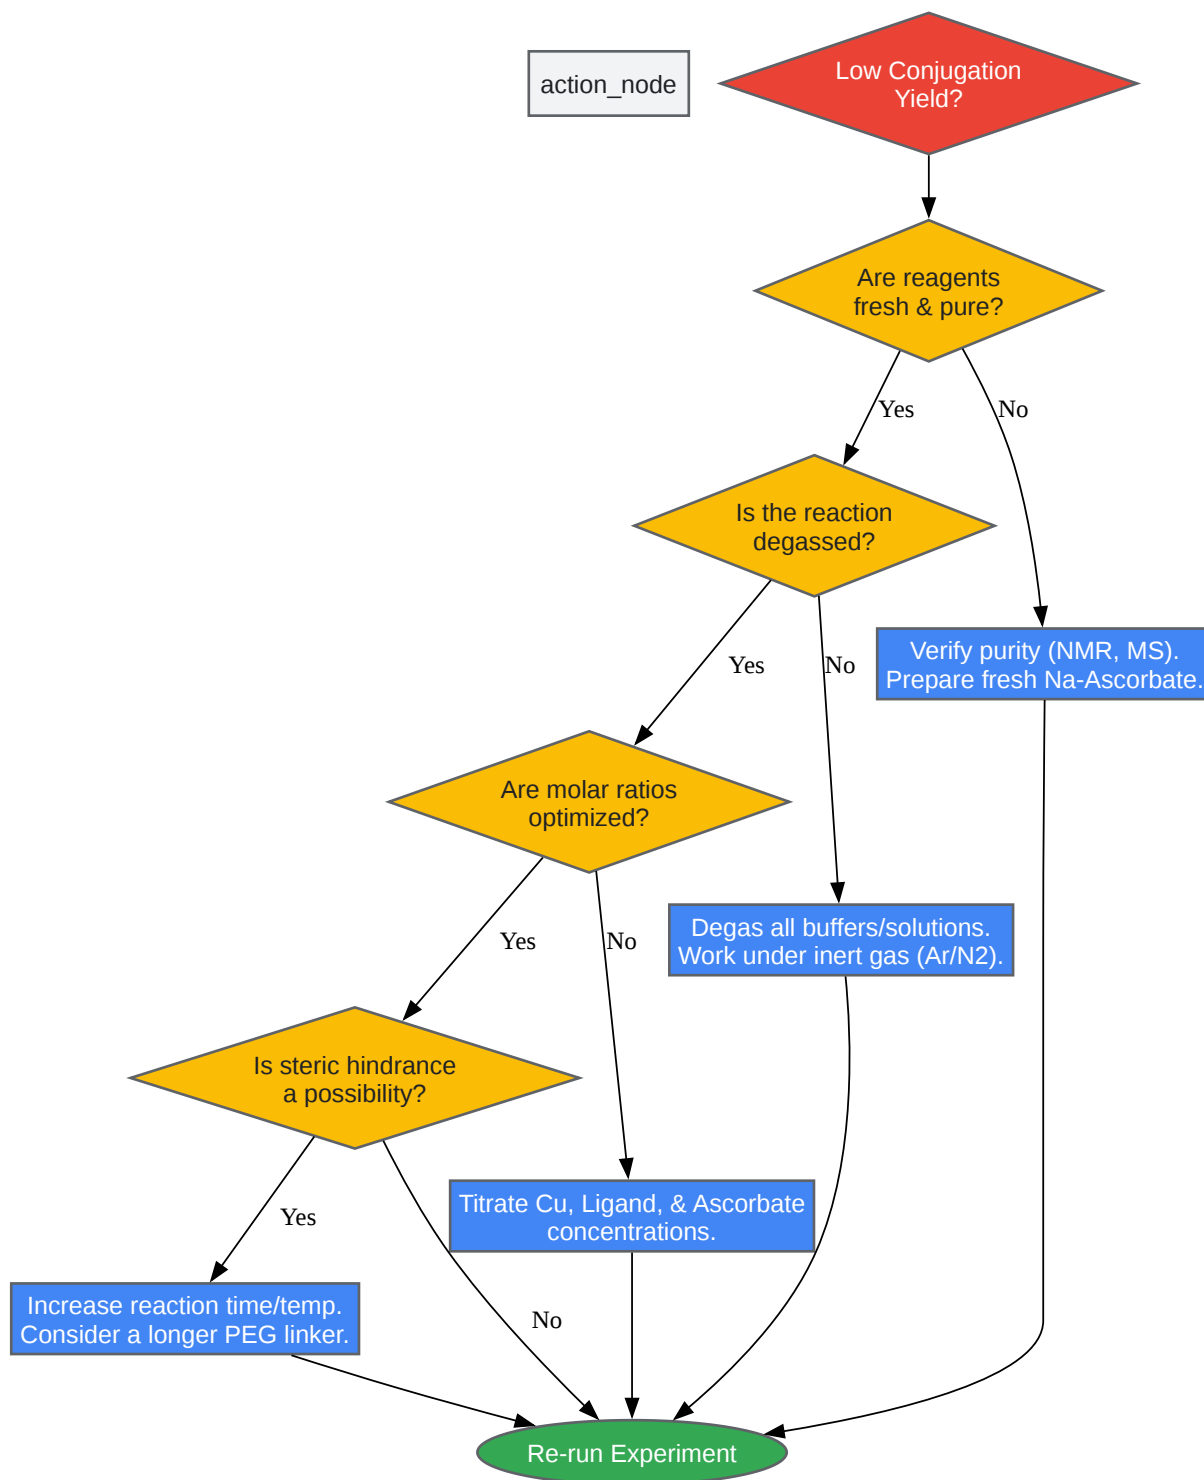 action_node
Low Conjugation
Yield?
Are reagents
fresh & pure?
Yes
No
Is the reaction
degassed?
Yes
No
Verify purity (NMR, MS).
Prepare fresh Na-Ascorbate.
Are molar ratios
optimized?
Yes
No
Degas all buffers/solutions.
Work under inert gas (Ar/N2).
Is steric hindrance
a possibility?
Yes
No
Titrate Cu, Ligand, & Ascorbate
concentrations.
Increase reaction time/temp.
Consider a longer PEG linker.
Re-run Experiment